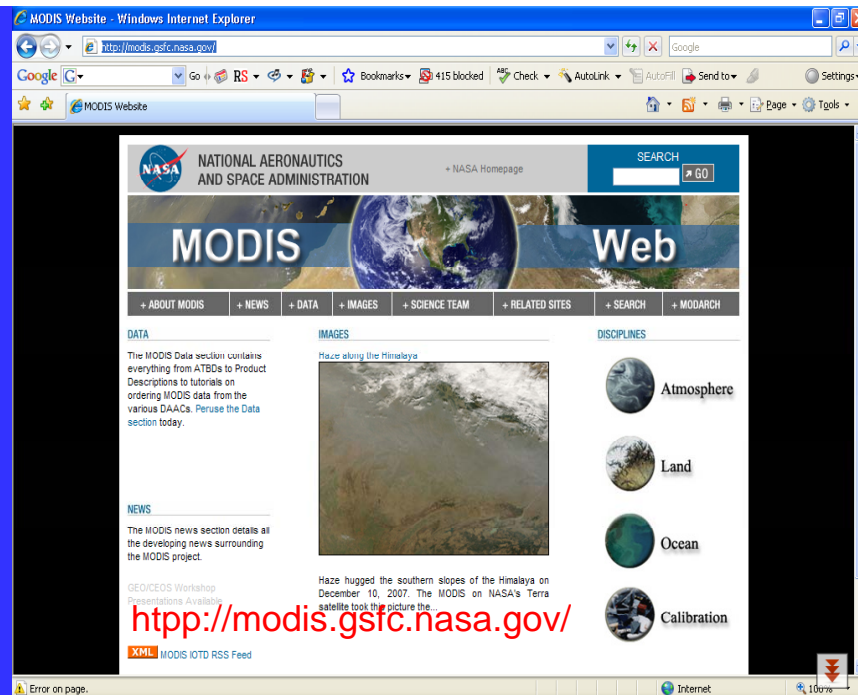 MODIS Website - Windows Internet Explorer
http://modis.gsfc.nasa.gov/
Google
Google G Go RS Bookmarks 415 blocked ABC Check AutoLink AutoFill Send to Settings
MODIS Website Page Tools
NASA
NATIONAL AERONAUTICS
AND SPACE ADMINISTRATION
+ NASA Homepage
SEARCH
GO
MODIS Web
+ ABOUT MODIS + NEWS + DATA + IMAGES + SCIENCE TEAM + RELATED SITES + SEARCH + MODARCH
DATA
The MODIS Data section contains
everything from ATBDs to Product
Descriptions to tutorials on
ordering MODIS data from the
various DAACs. Peruse the Data
section today.
NEWS
The MODIS news section details all
the developing news surrounding
the MODIS project.
GEO/CEOS Workshop
Presentations Available
XML MODIS IOTD RSS Feed
IMAGES
Haze along the Himalaya
Haze hugged the southern slopes of the Himalaya on
December 10, 2007. The MODIS on NASA's Terra
satellite took this picture the...
DISCIPLINES
Atmosphere
Land
Ocean
Calibration
htpp://modis.gsfc.nasa.gov/
Error on page. Internet 100%